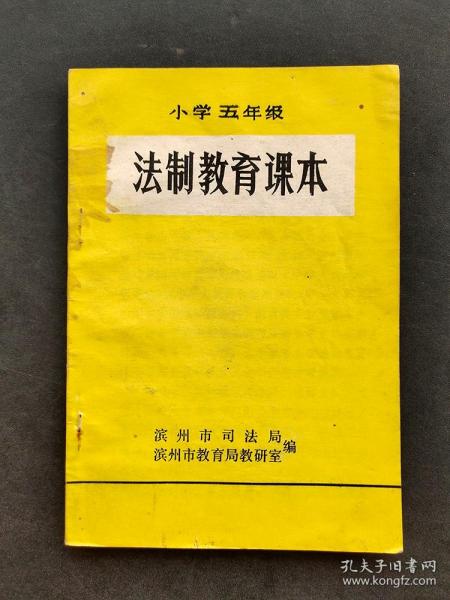 小学五年级
法制教育课本
滨州市司法局
滨州市教育局教研室
编
孔夫子旧书网
www.kongfz.com